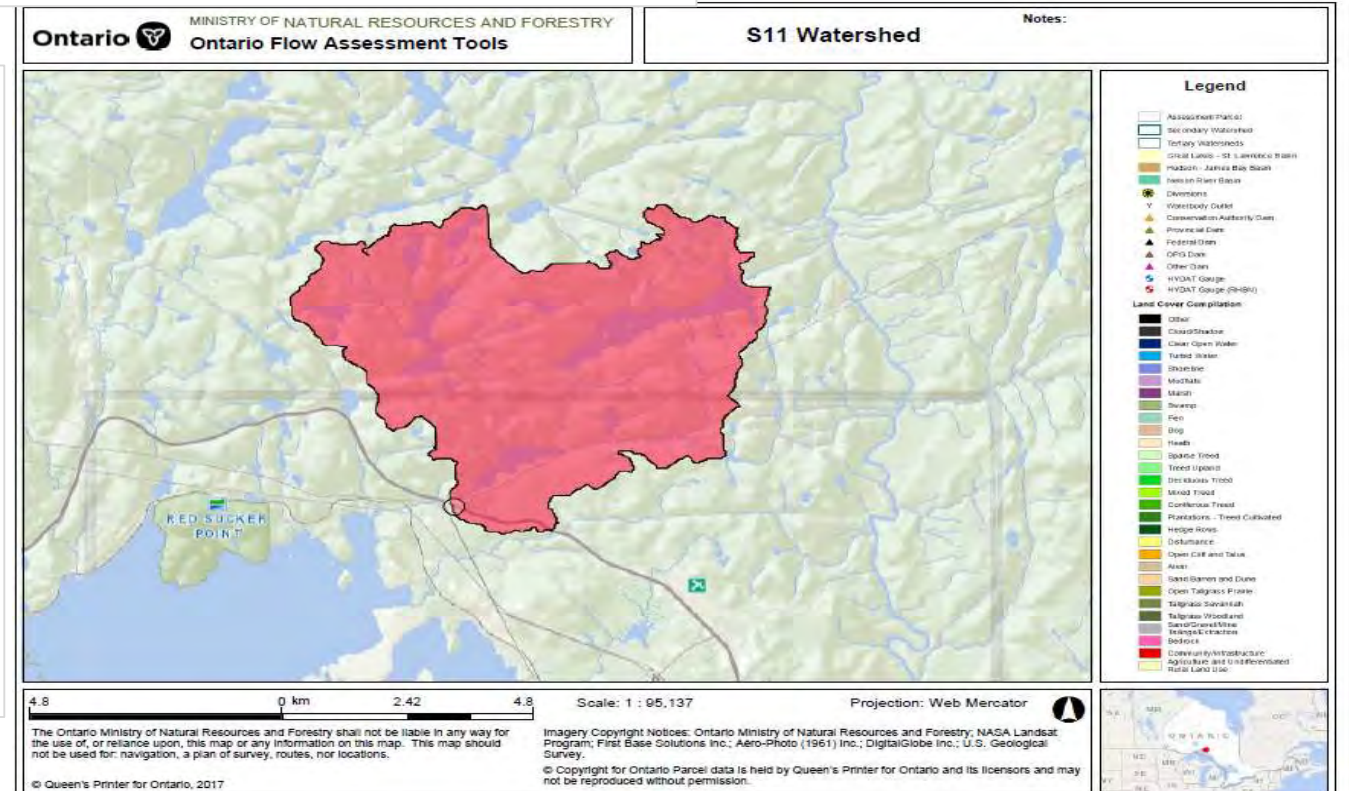 Ontario
MINISTRY OF NATURAL RESOURCES AND FORESTRY
Ontario Flow Assessment Tools
S11 Watershed
Notes:
RED SUCKER
POINT
Legend
Assessment Parcel
Secondary Watershed
Tertiary Watersheds
Great Lakes - St. Lawrence Basin
Hudson - James Bay Basin
Nelson River Basin
Diversions
Waterbody Outlet
Conservation Authority Dam
Provincial Dam
Federal Dam
OPG Dam
Other Dam
HYDAT Gauge
HYDAT Gauge (RHBN)
Land Cover Compilation
Other
Cloud/Shadow
Clear Open Water
Turbid Water
Shoreline
Mudflats
Marsh
Swamp
Fen
Bog
Heath
Sparse Treed
Treed Upland
Deciduous Treed
Mixed Treed
Coniferous Treed
Plantations - Treed Cultivated
Hedge Rows
Disturbance
Open Cliff and Talus
Alvar
Sand Barren and Dune
Open Tallgrass Prairie
Tallgrass Savannah
Tallgrass Woodland
Sand/Gravel/Mine
Tailings/Extraction
Bedrock
Community/Infrastructure
Agriculture and Undifferentiated
Rural Land Use
4.8 0 km 2.42 4.8
Scale: 1 : 95,137
Projection: Web Mercator
The Ontario Ministry of Natural Resources and Forestry shall not be liable in any way for
the use of, or reliance upon, this map or any information on this map. This map should
not be used for: navigation, a plan of survey, routes, nor locations.
© Queen's Printer for Ontario, 2017
Imagery Copyright Notices: Ontario Ministry of Natural Resources and Forestry; NASA Landsat
Program; First Base Solutions Inc.; Aéro-Photo (1961) Inc.; DigitalGlobe Inc.; U.S. Geological
Survey.
© Copyright for Ontario Parcel data is held by Queen's Printer for Ontario and its licensors and may
not be reproduced without permission.
ONTARIO